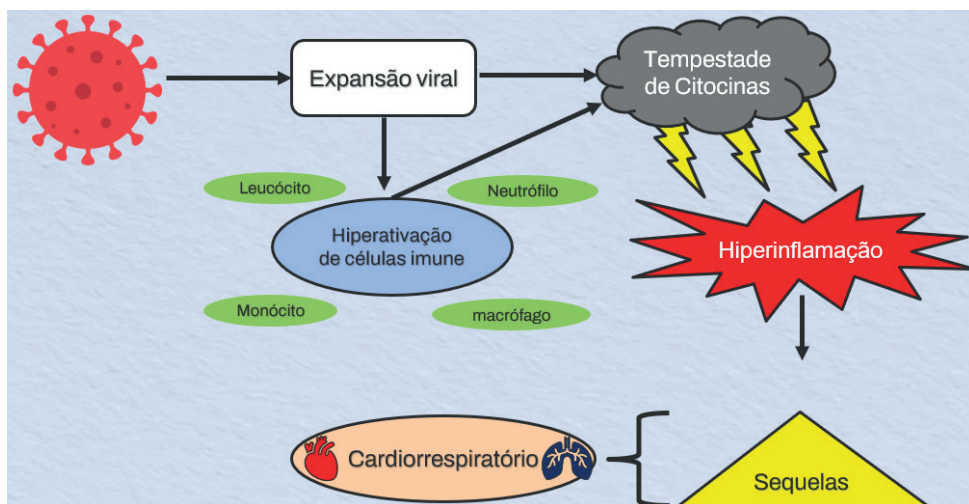 Expansão viral
Tempestade
de Citocinas
Leucócito
Neutrófilo
Hiperativação
de células imune
Hiperinflamação
Monócito
macrófago
Cardiorrespiratório
Sequelas